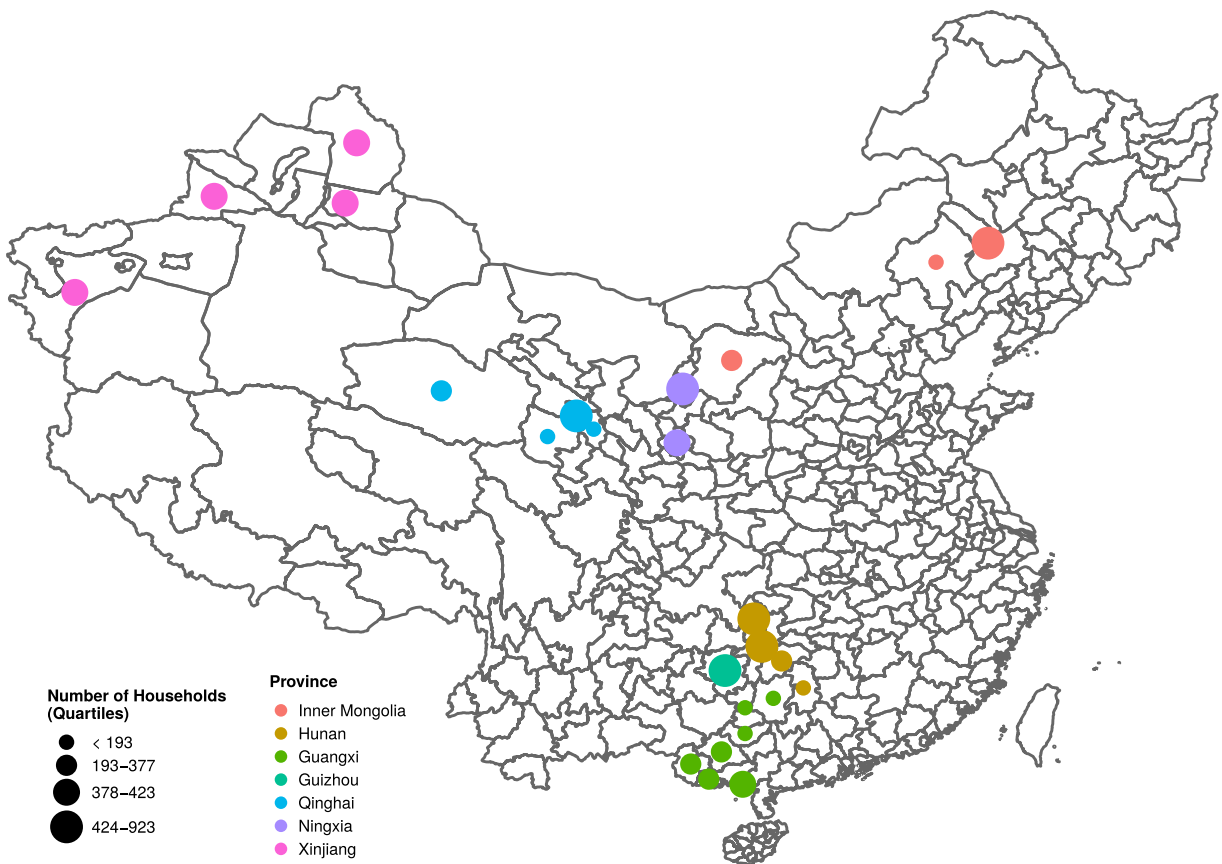 Number of Households
(Quartiles)
< 193
193−377
378−423
424−923
Province
Inner Mongolia
Hunan
Guangxi
Guizhou
Qinghai
Ningxia
Xinjiang